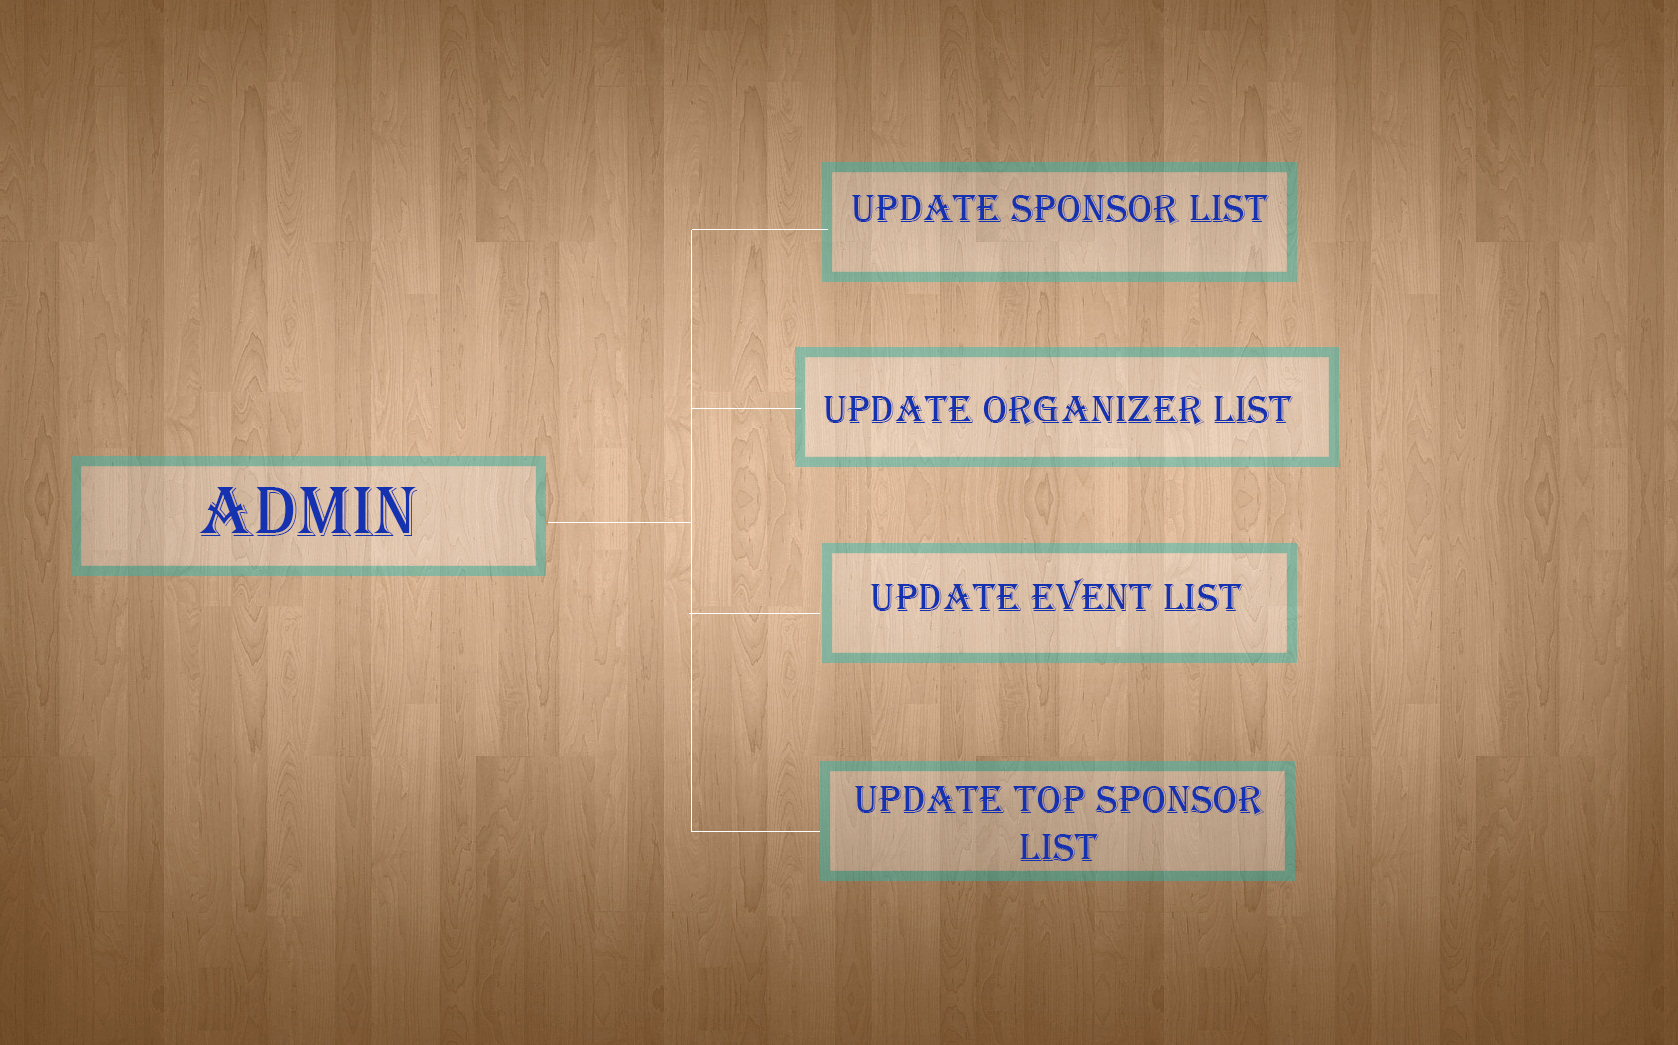 UPDATE SPONSOR LIST
UPDATE ORGANIZER LIST
ADMIN
UPDATE EVENT LIST
UPDATE TOP SPONSOR
LIST